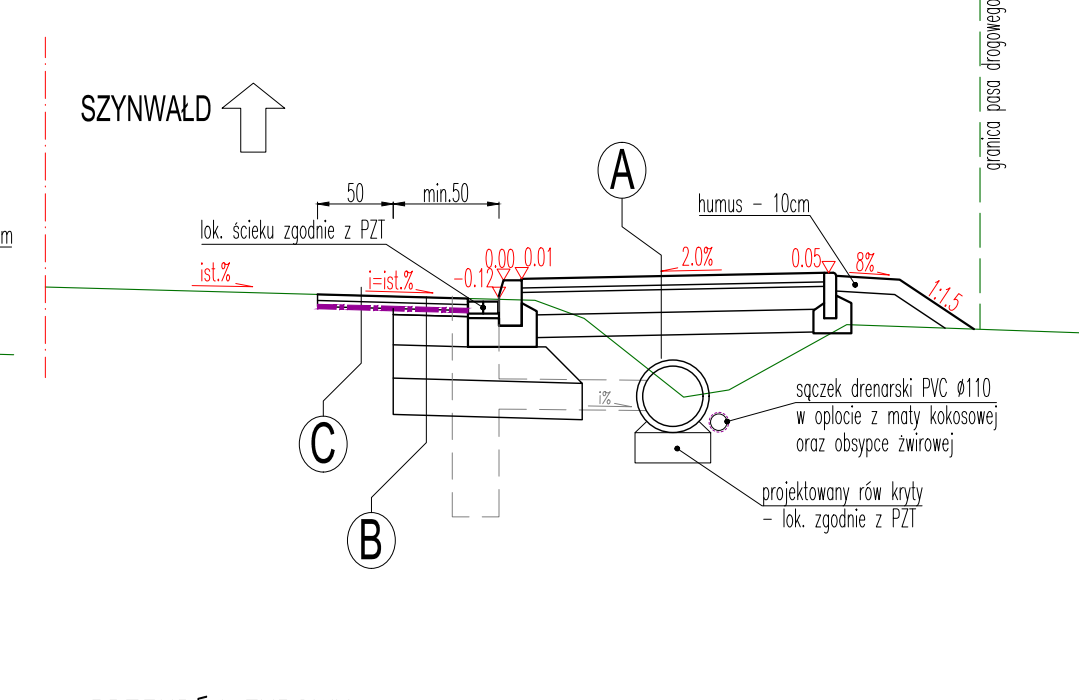 granica pasa drogowego
SZYNWAŁD
A
50
min.50
humus - 10cm
m
lok. ścieku zgodnie z PZT
0.00
0.01
2.0%
0.05
8%
ist.%
i=ist.%
-0.12
1:1.5
i%
sączek drenarski PVC Ø110
w oplocie z maty kokosowej
oraz obsypce żwirowej
C
B
projektowany rów kryty
- lok. zgodnie z PZT